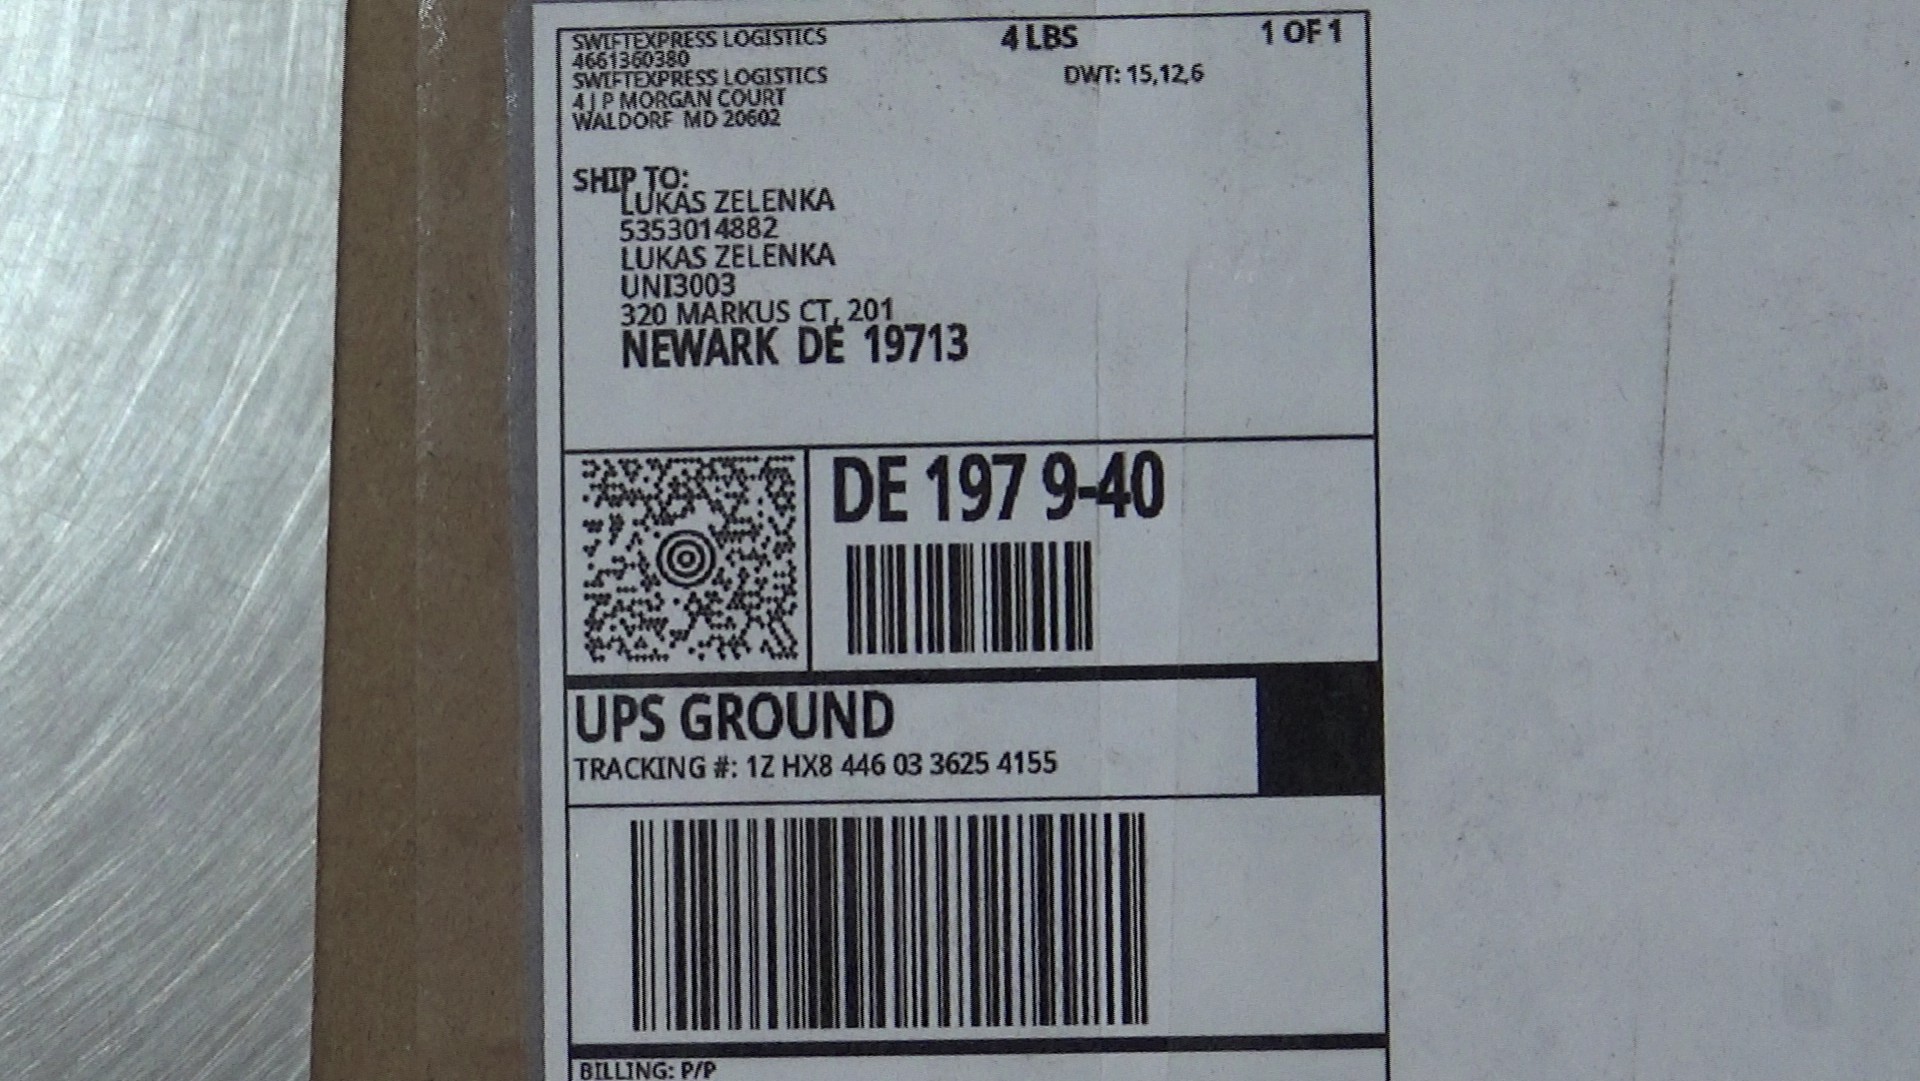 SWIFTEXPRESS LOGISTICS 4 LBS 1 OF 1
4661360380
SWIFTEXPRESS LOGISTICS DWT: 15,12,6
4 J P MORGAN COURT
WALDORF MD 20602
SHIP TO:
LUKAS ZELENKA
5353014882
LUKAS ZELENKA
UNI3003
320 MARKUS CT, 201
NEWARK DE 19713
DE 197 9-40
UPS GROUND
TRACKING #: 1Z HX8 446 03 3625 4155
BILLING: P/P